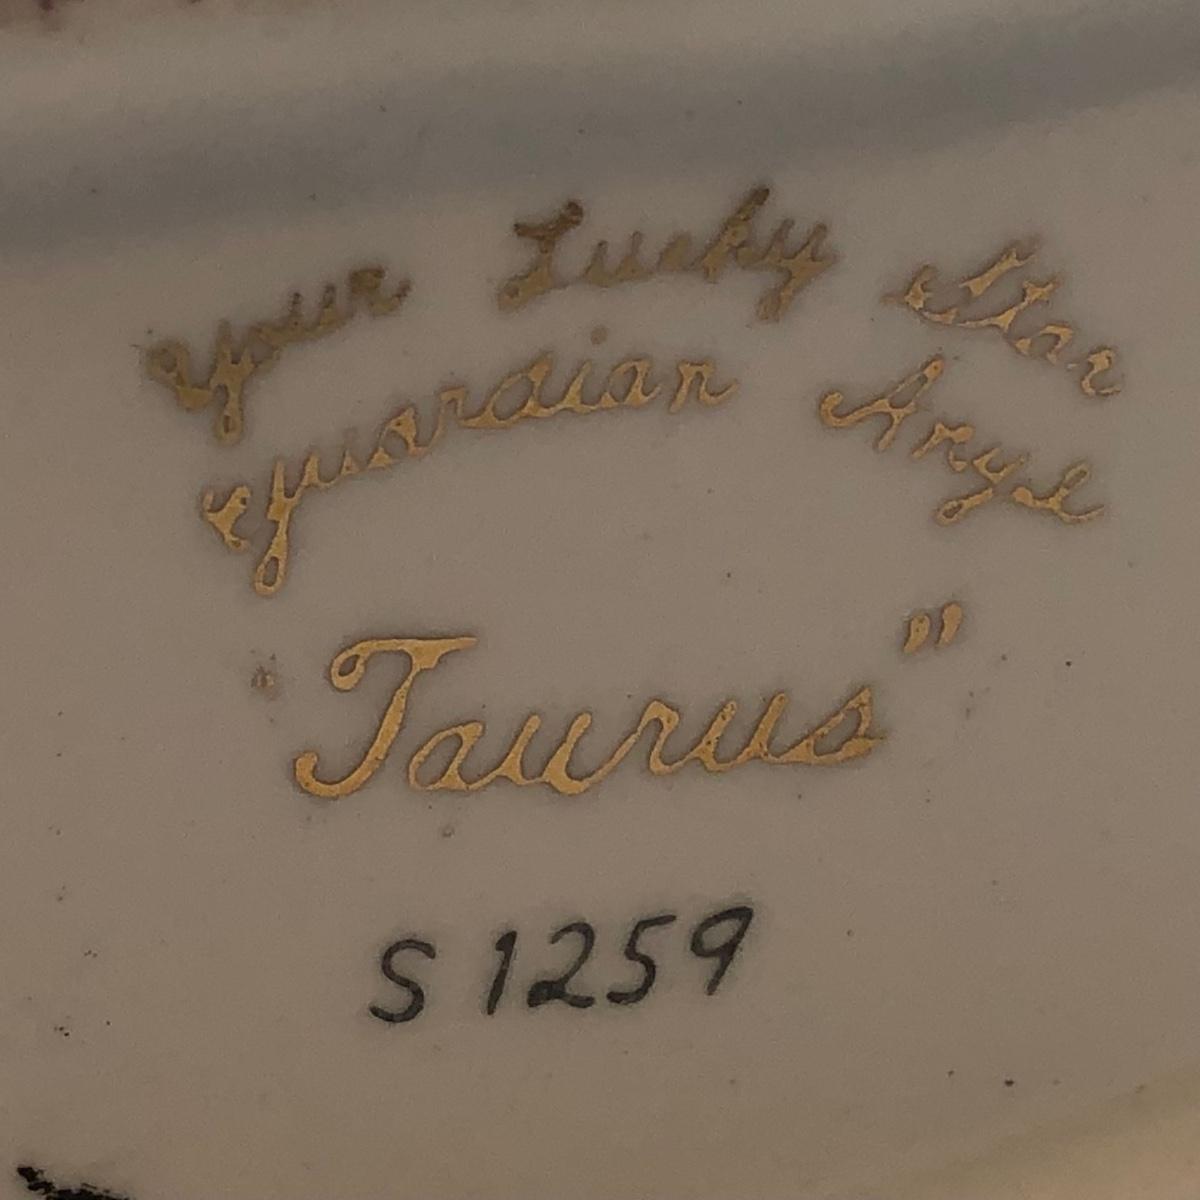 Your Lucky Star
Guardian Angel
"Taurus"
S 1259